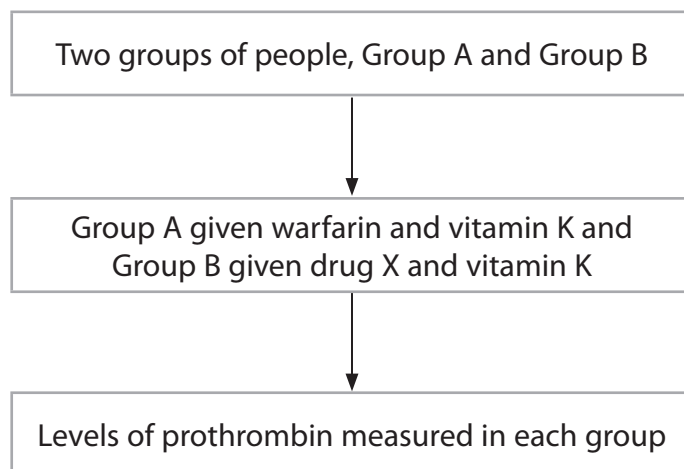 Two groups of people, Group A and Group B
Group A given warfarin and vitamin K and
Group B given drug X and vitamin K
Levels of prothrombin measured in each group